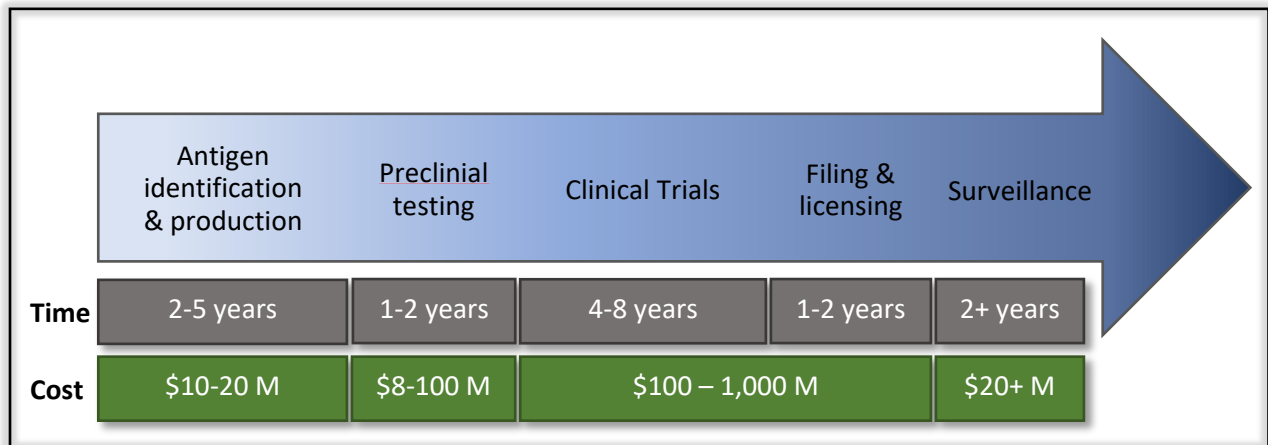 Antigen
identification
& production
Preclinial
testing
Clinical Trials
Filing &
licensing
Surveillance
Time
2-5 years
1-2 years
4-8 years
1-2 years
2+ years
Cost
$10-20 M
$8-100 M
$100 – 1,000 M
$20+ M